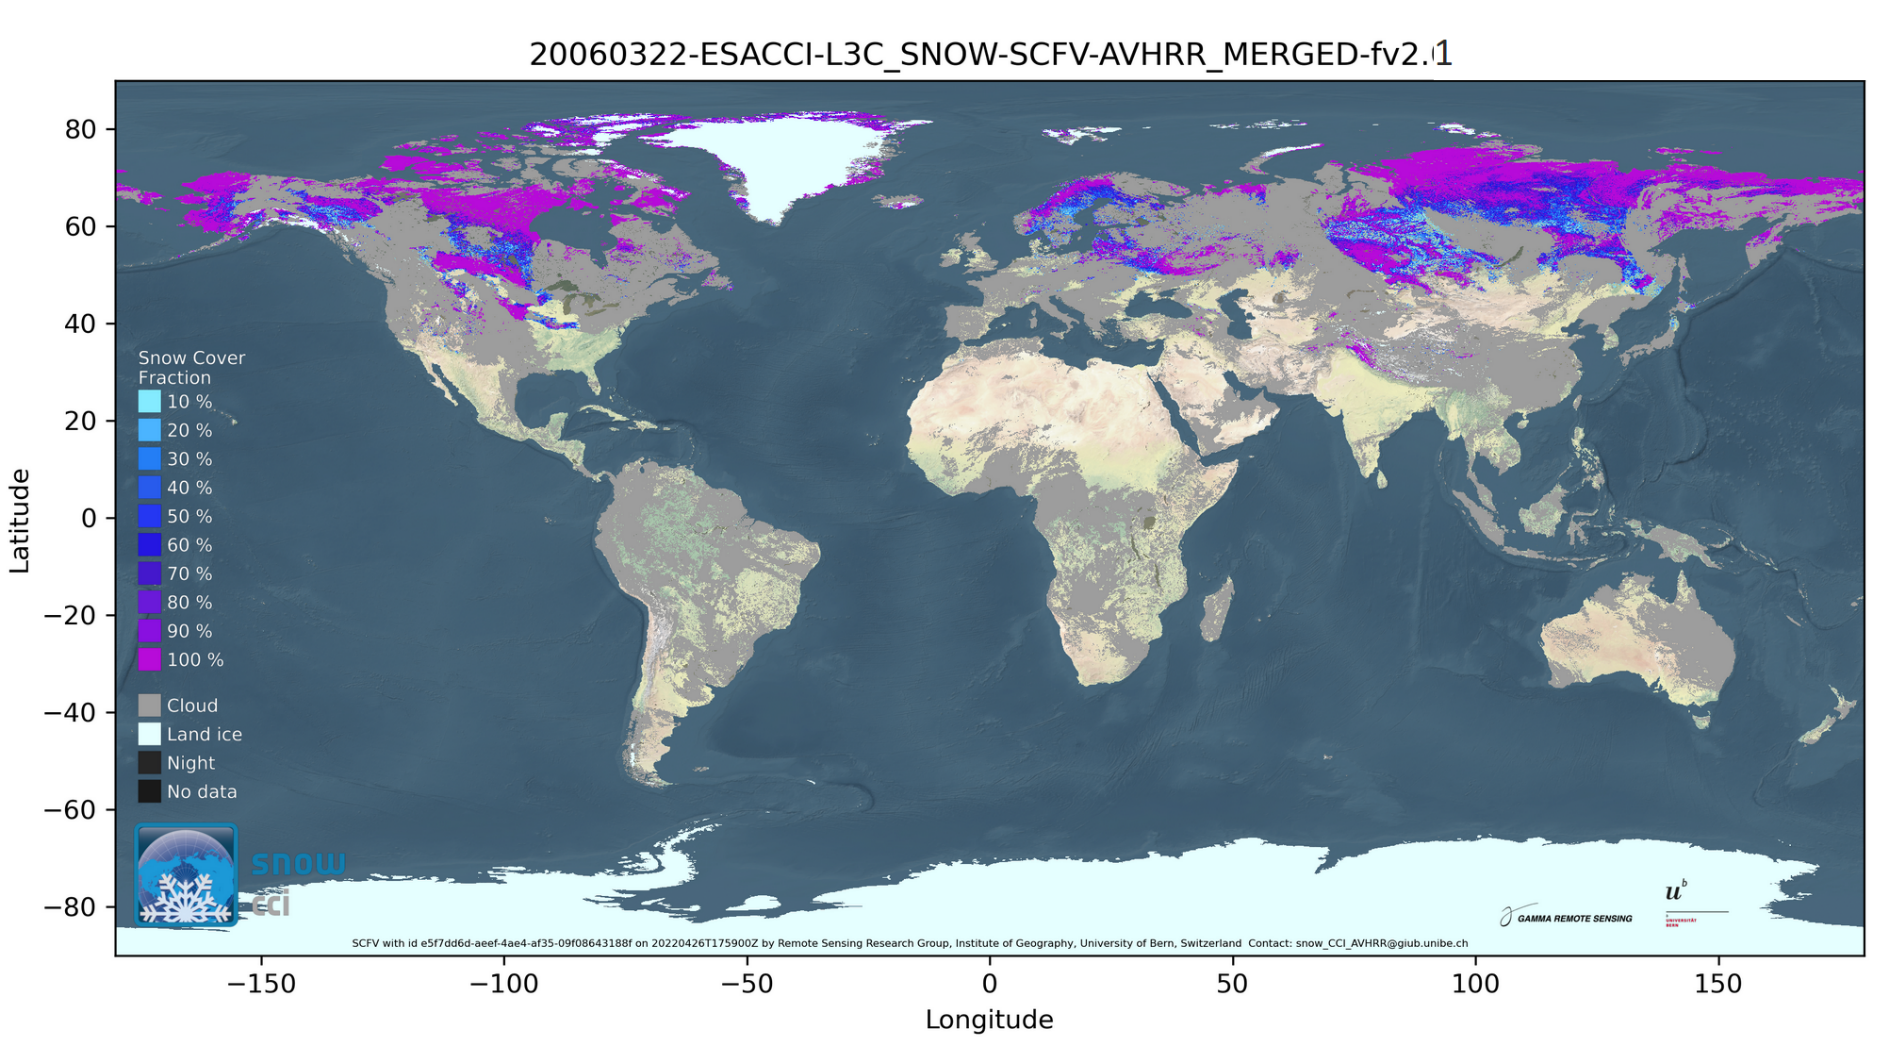 20060322-ESACCI-L3C_SNOW-SCFV-AVHRR_MERGED-fv2.1
80
60
40
20
0
−20
−40
−60
−80
Latitude
Snow Cover
Fraction
10 %
20 %
30 %
40 %
50 %
60 %
70 %
80 %
90 %
100 %
Cloud
Land ice
Night
No data
snow
cci
GAMMA REMOTE SENSING
u b
UNIVERSITÄT
BERN
SCFV with id e5f7dd6d-aeef-4ae4-af35-09f08643188f on 20220426T175900Z by Remote Sensing Research Group, Institute of Geography, University of Bern, Switzerland Contact: snow_CCI_AVHRR@giub.unibe.ch
−150
−100
−50
0
50
100
150
Longitude